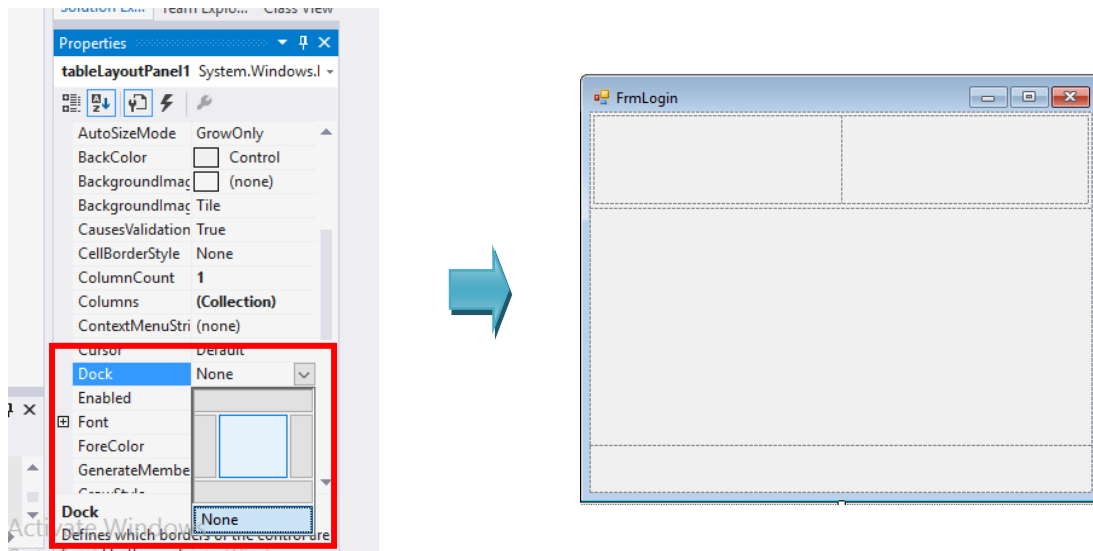 Solution Ex... Team Explo... Class View
Properties
tableLayoutPanel1 System.Windows.I
AutoSizeMode GrowOnly
BackColor Control
BackgroundImag (none)
BackgroundImag Tile
CausesValidation True
CellBorderStyle None
ColumnCount 1
Columns (Collection)
ContextMenuStri (none)
Cursor Default
Dock None
Enabled
Font
ForeColor
GenerateMembe
GrowStyle
None
Dock
Activate Windows
Defines which borders of the control are
FrmLogin